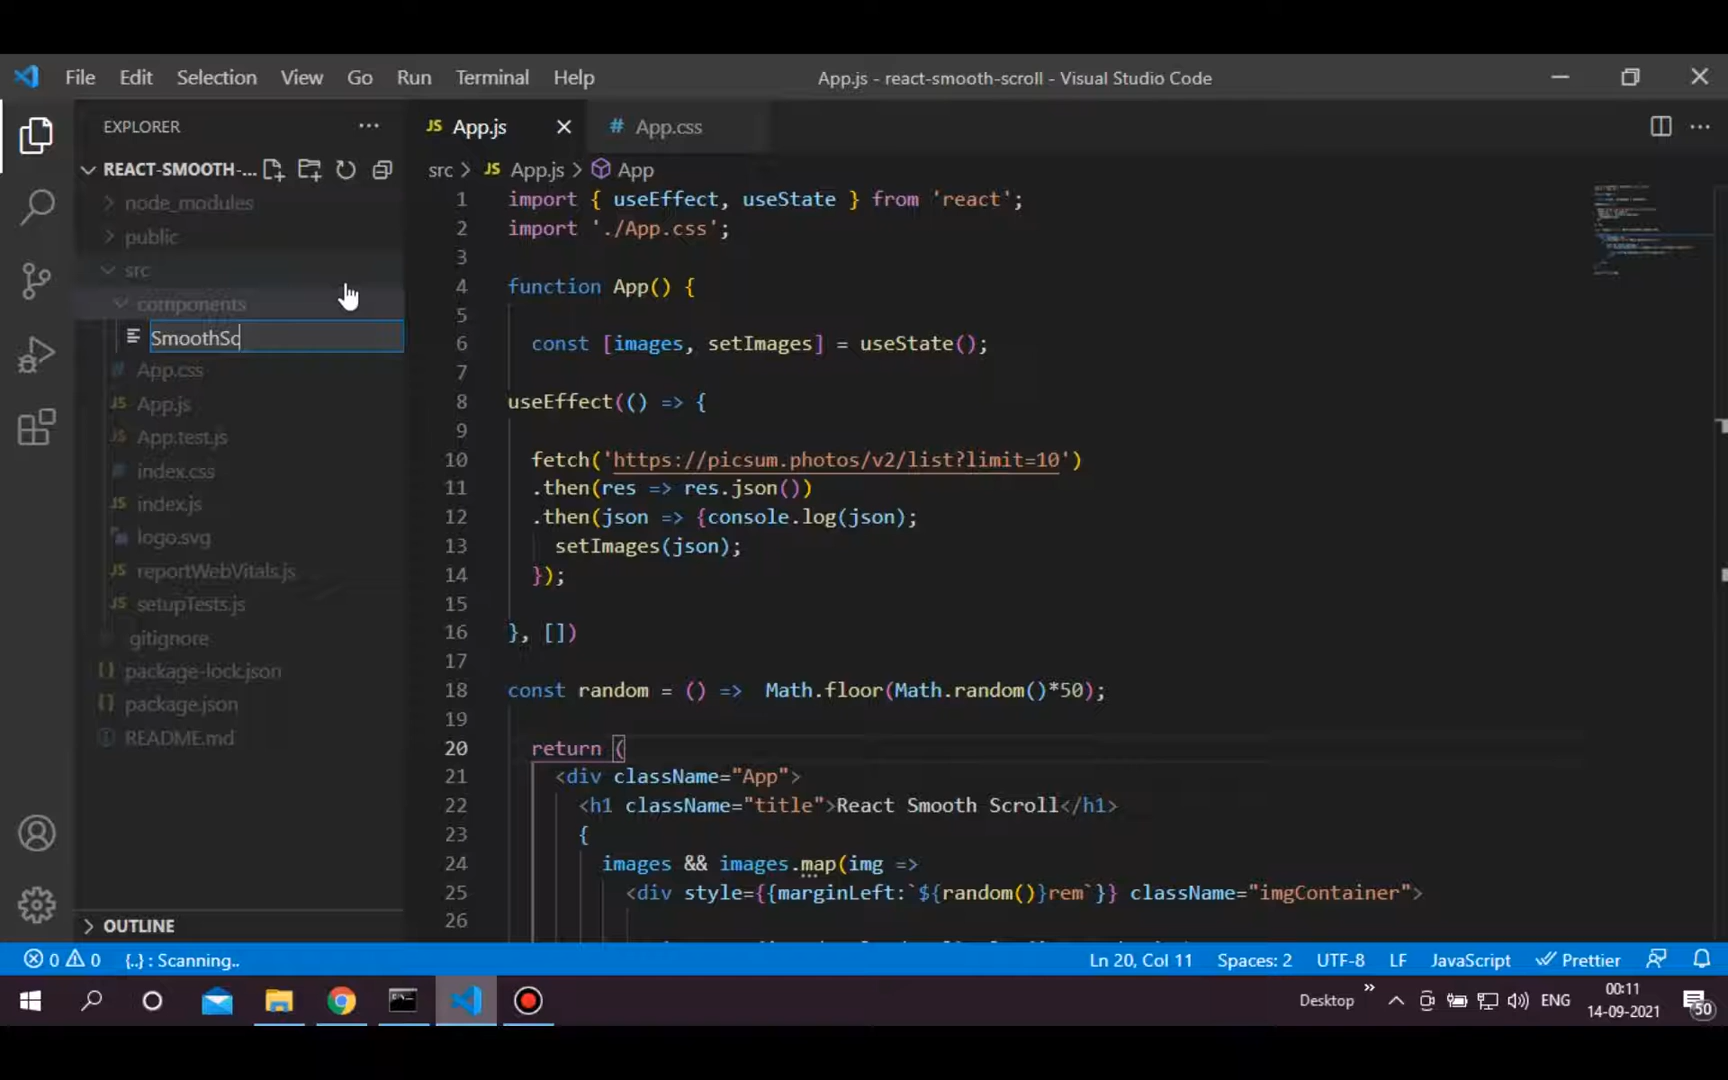 File Edit Selection View Go Run Terminal Help App.js - react-smooth-scroll - Visual Studio Code
EXPLORER
REACT-SMOOTH-...
node_modules
public
src
components
SmoothSc
App.css
App.js
App.test.js
index.css
index.js
logo.svg
reportWebVitals.js
setupTests.js
gitignore
package-lock.json
package.json
README.md
OUTLINE
JS App.js # App.css
src > JS App.js > App
1 import { useEffect, useState } from 'react';
2 import './App.css';
3
4 function App() {
5
6 const [images, setImages] = useState();
7
8 useEffect(() => {
9
10 fetch('https://picsum.photos/v2/list?limit=10')
11 .then(res => res.json())
12 .then(json => {console.log(json);
13 setImages(json);
14 });
15
16 }, [])
17
18 const random = () => Math.floor(Math.random()*50);
19
20 return (
21 <div className="App">
22 <h1 className="title">React Smooth Scroll</h1>
23 {
24 images && images.map(img =>
25 <div style={{marginLeft:`${random()}rem`}} className="imgContainer">
26
0 0 {..} : Scanning.. Ln 20, Col 11 Spaces: 2 UTF-8 LF JavaScript Prettier
Desktop ENG 00:11
14-09-2021
50